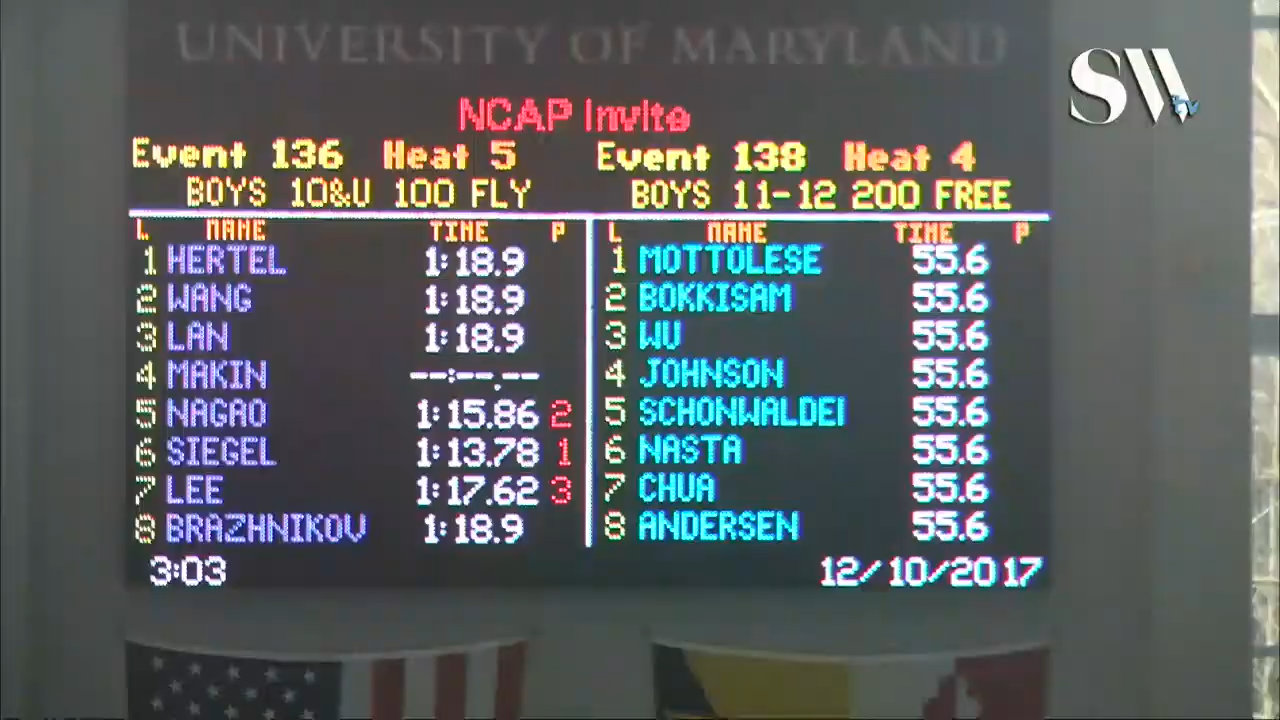 UNIVERSITY OF MARYLAND
SW
tv
NCAP Invite
Event 136 Heat 5
BOYS 10&U 100 FLY
L NAME TIME P
1 HERTEL 1:18.9
2 WANG 1:18.9
3 LAN 1:18.9
4 MAKIN --:--.--
5 NAGAO 1:15.86 2
6 SIEGEL 1:13.78 1
7 LEE 1:17.62 3
8 BRAZHNIKOV 1:18.9
Event 138 Heat 4
BOYS 11-12 200 FREE
L NAME TIME P
1 MOTTOLESE 55.6
2 BOKKISAM 55.6
3 WU 55.6
4 JOHNSON 55.6
5 SCHONWALDE 55.6
6 NASTA 55.6
7 CHUA 55.6
8 ANDERSEN 55.6
3:03
12/10/2017